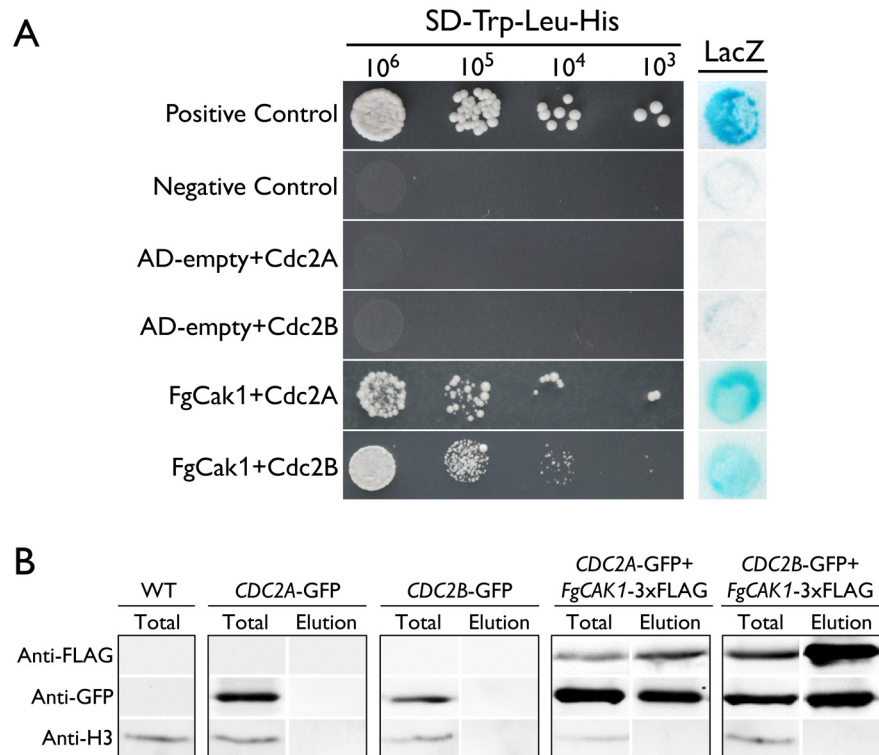 A
SD-Trp-Leu-His
10⁶ 10⁵ 10⁴ 10³ LacZ
Positive Control
Negative Control
AD-empty+Cdc2A
AD-empty+Cdc2B
FgCak1+Cdc2A
FgCak1+Cdc2B
B
WT CDC2A-GFP CDC2B-GFP CDC2A-GFP+ FgCAK1-3xFLAG CDC2B-GFP+ FgCAK1-3xFLAG
Total Total Elution Total Elution Total Elution Total Elution
Anti-FLAG
Anti-GFP
Anti-H3